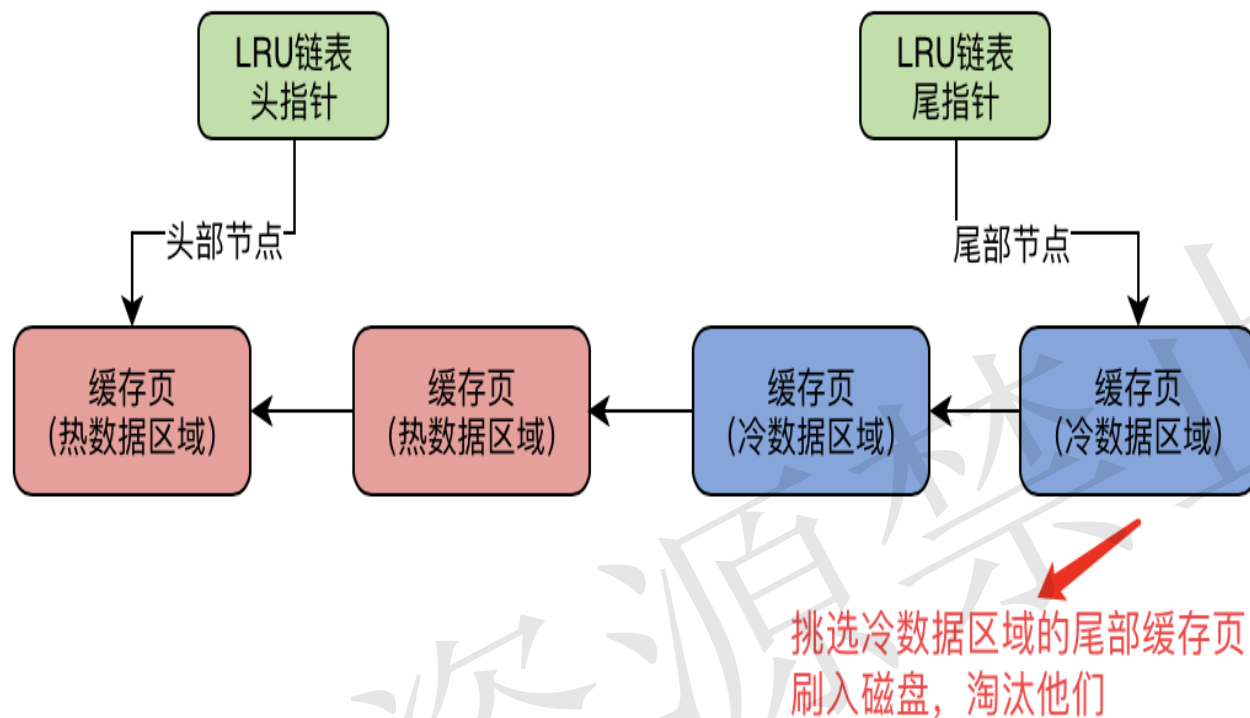 LRU链表
头指针
LRU链表
尾指针
头部节点
尾部节点
缓存页
(热数据区域)
缓存页
(热数据区域)
缓存页
(冷数据区域)
缓存页
(冷数据区域)
挑选冷数据区域的尾部缓存页
刷入磁盘，淘汰他们
资源禁止